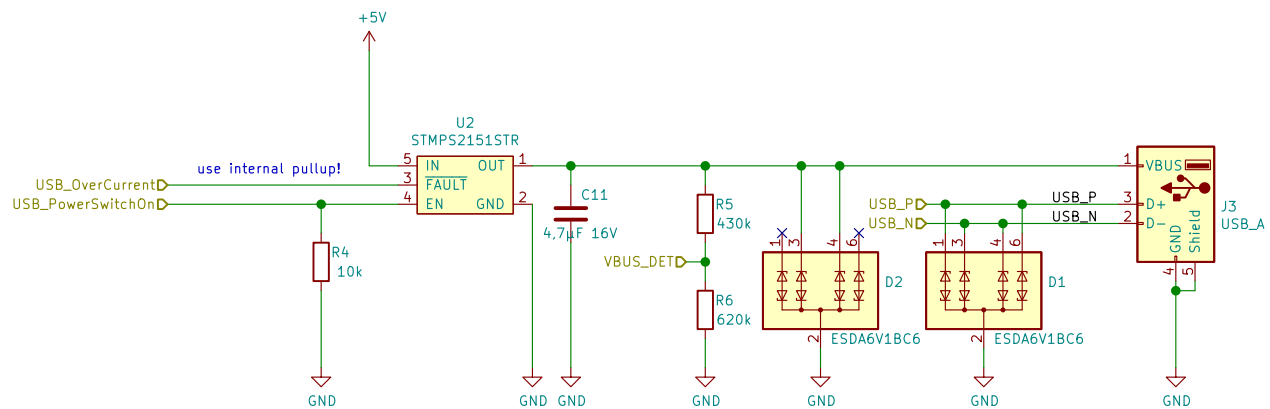 +5V
U2
STMPS2151STR
use internal pullup!
5 IN OUT 1
USB_OverCurrent 3 FAULT
USB_PowerSwitchOn 4 EN GND 2
R4
10k
C11
4,7µF 16V
R5
430k
VBUS_DET
R6
620k
1 3 4 6
D2
2
ESDA6V1BC6
USB_P
USB_N
1 3 4 6
D1
2
ESDA6V1BC6
1 VBUS
USB_P 3 D+
USB_N 2 D-
GND Shield
4 5
J3
USB_A
GND GND GND GND GND GND GND